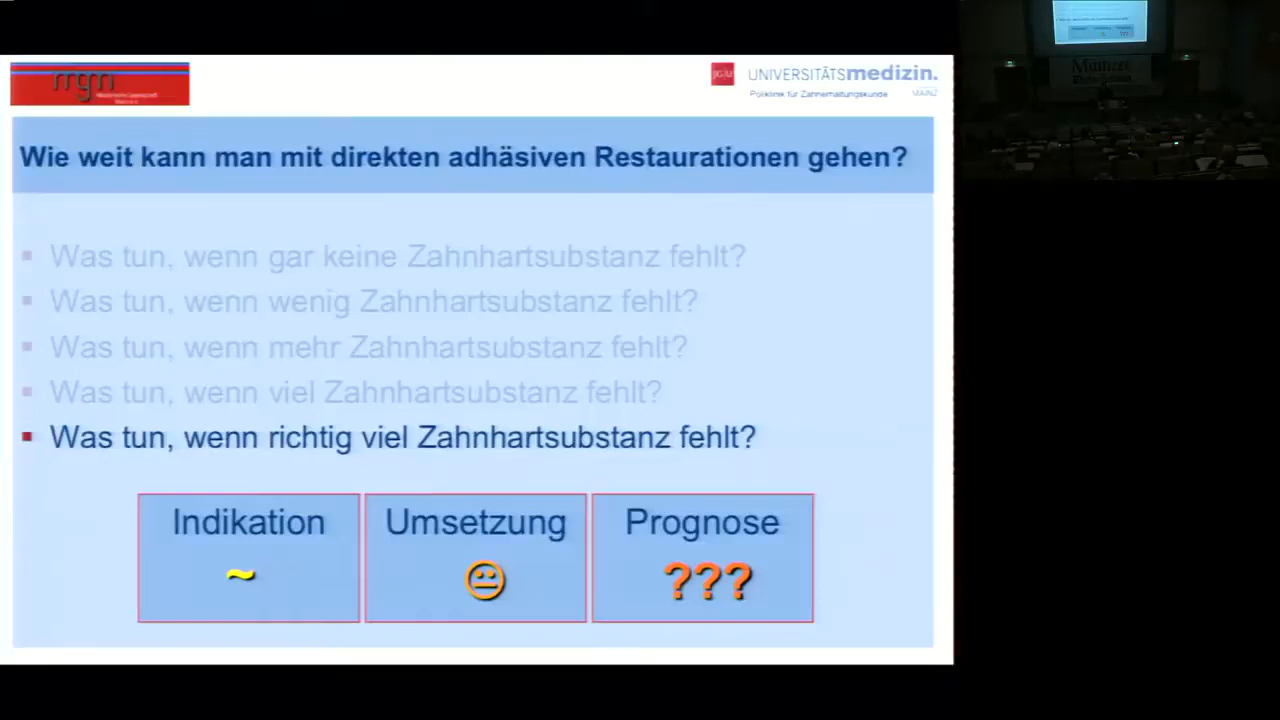 mgm
JG|U
UNIVERSITÄTSmedizin.
Poliklinik für Zahnerhaltungskunde
MAINZ
Wie weit kann man mit direkten adhäsiven Restaurationen gehen?
Was tun, wenn gar keine Zahnhartsubstanz fehlt?
Was tun, wenn wenig Zahnhartsubstanz fehlt?
Was tun, wenn mehr Zahnhartsubstanz fehlt?
Was tun, wenn viel Zahnhartsubstanz fehlt?
Was tun, wenn richtig viel Zahnhartsubstanz fehlt?
Indikation
~
Umsetzung
Prognose
???